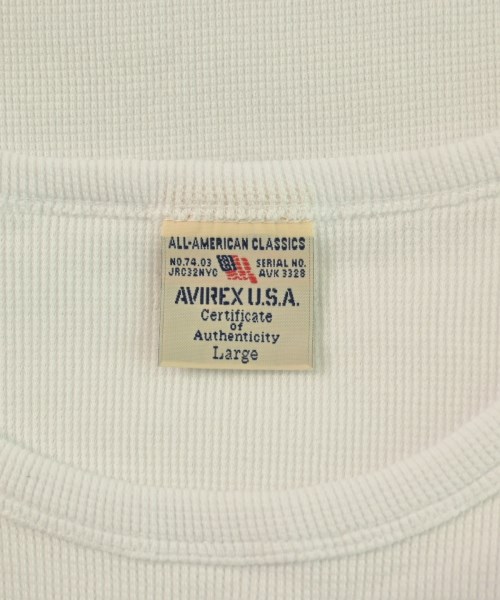 ALL-AMERICAN CLASSICS
NO.74.03 SERIAL NO.
JRC32NYC AVK 3328
AVIREX U.S.A.
Certificate
of
Authenticity
Large